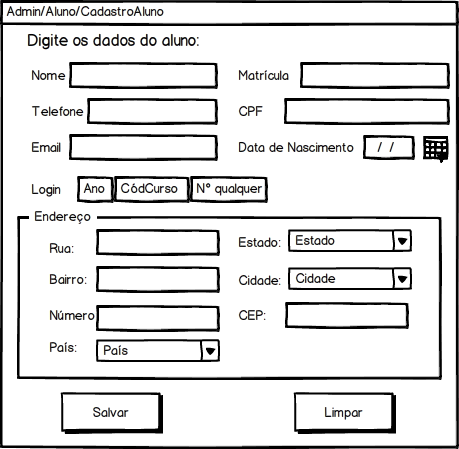 Admin/Aluno/CadastroAluno
Digite os dados do aluno:
Nome Matrícula
Telefone CPF
Email Data de Nascimento / /
Login Ano CódCurso Nº qualquer
Endereço
Rua: Estado: Estado
Bairro: Cidade: Cidade
Número CEP:
País: País
Salvar Limpar